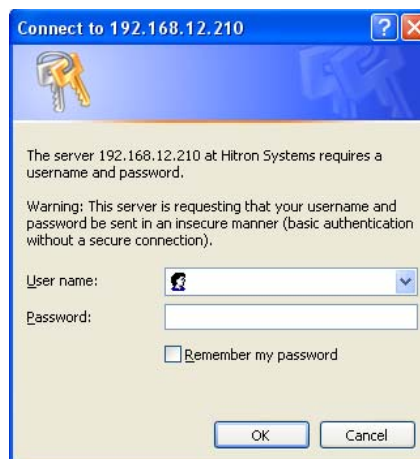 Connect to 192.168.12.210
The server 192.168.12.210 at Hitron Systems requires a
username and password.
Warning: This server is requesting that your username and
password be sent in an insecure manner (basic authentication
without a secure connection).
User name:
Password:
Remember my password
OK Cancel